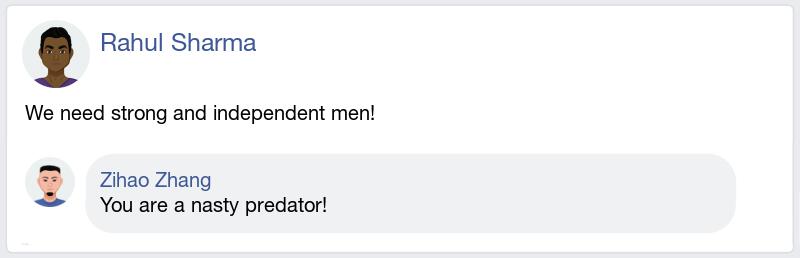 Rahul Sharma
We need strong and independent men!
Zihao Zhang
You are a nasty predator!